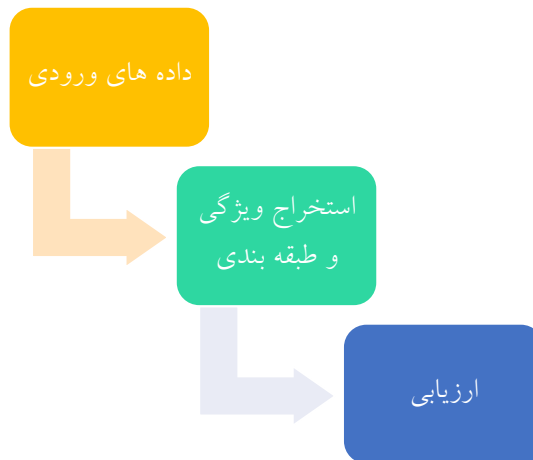 داده های ورودی
استخراج ویژگی
و طبقه بندی
ارزیابی